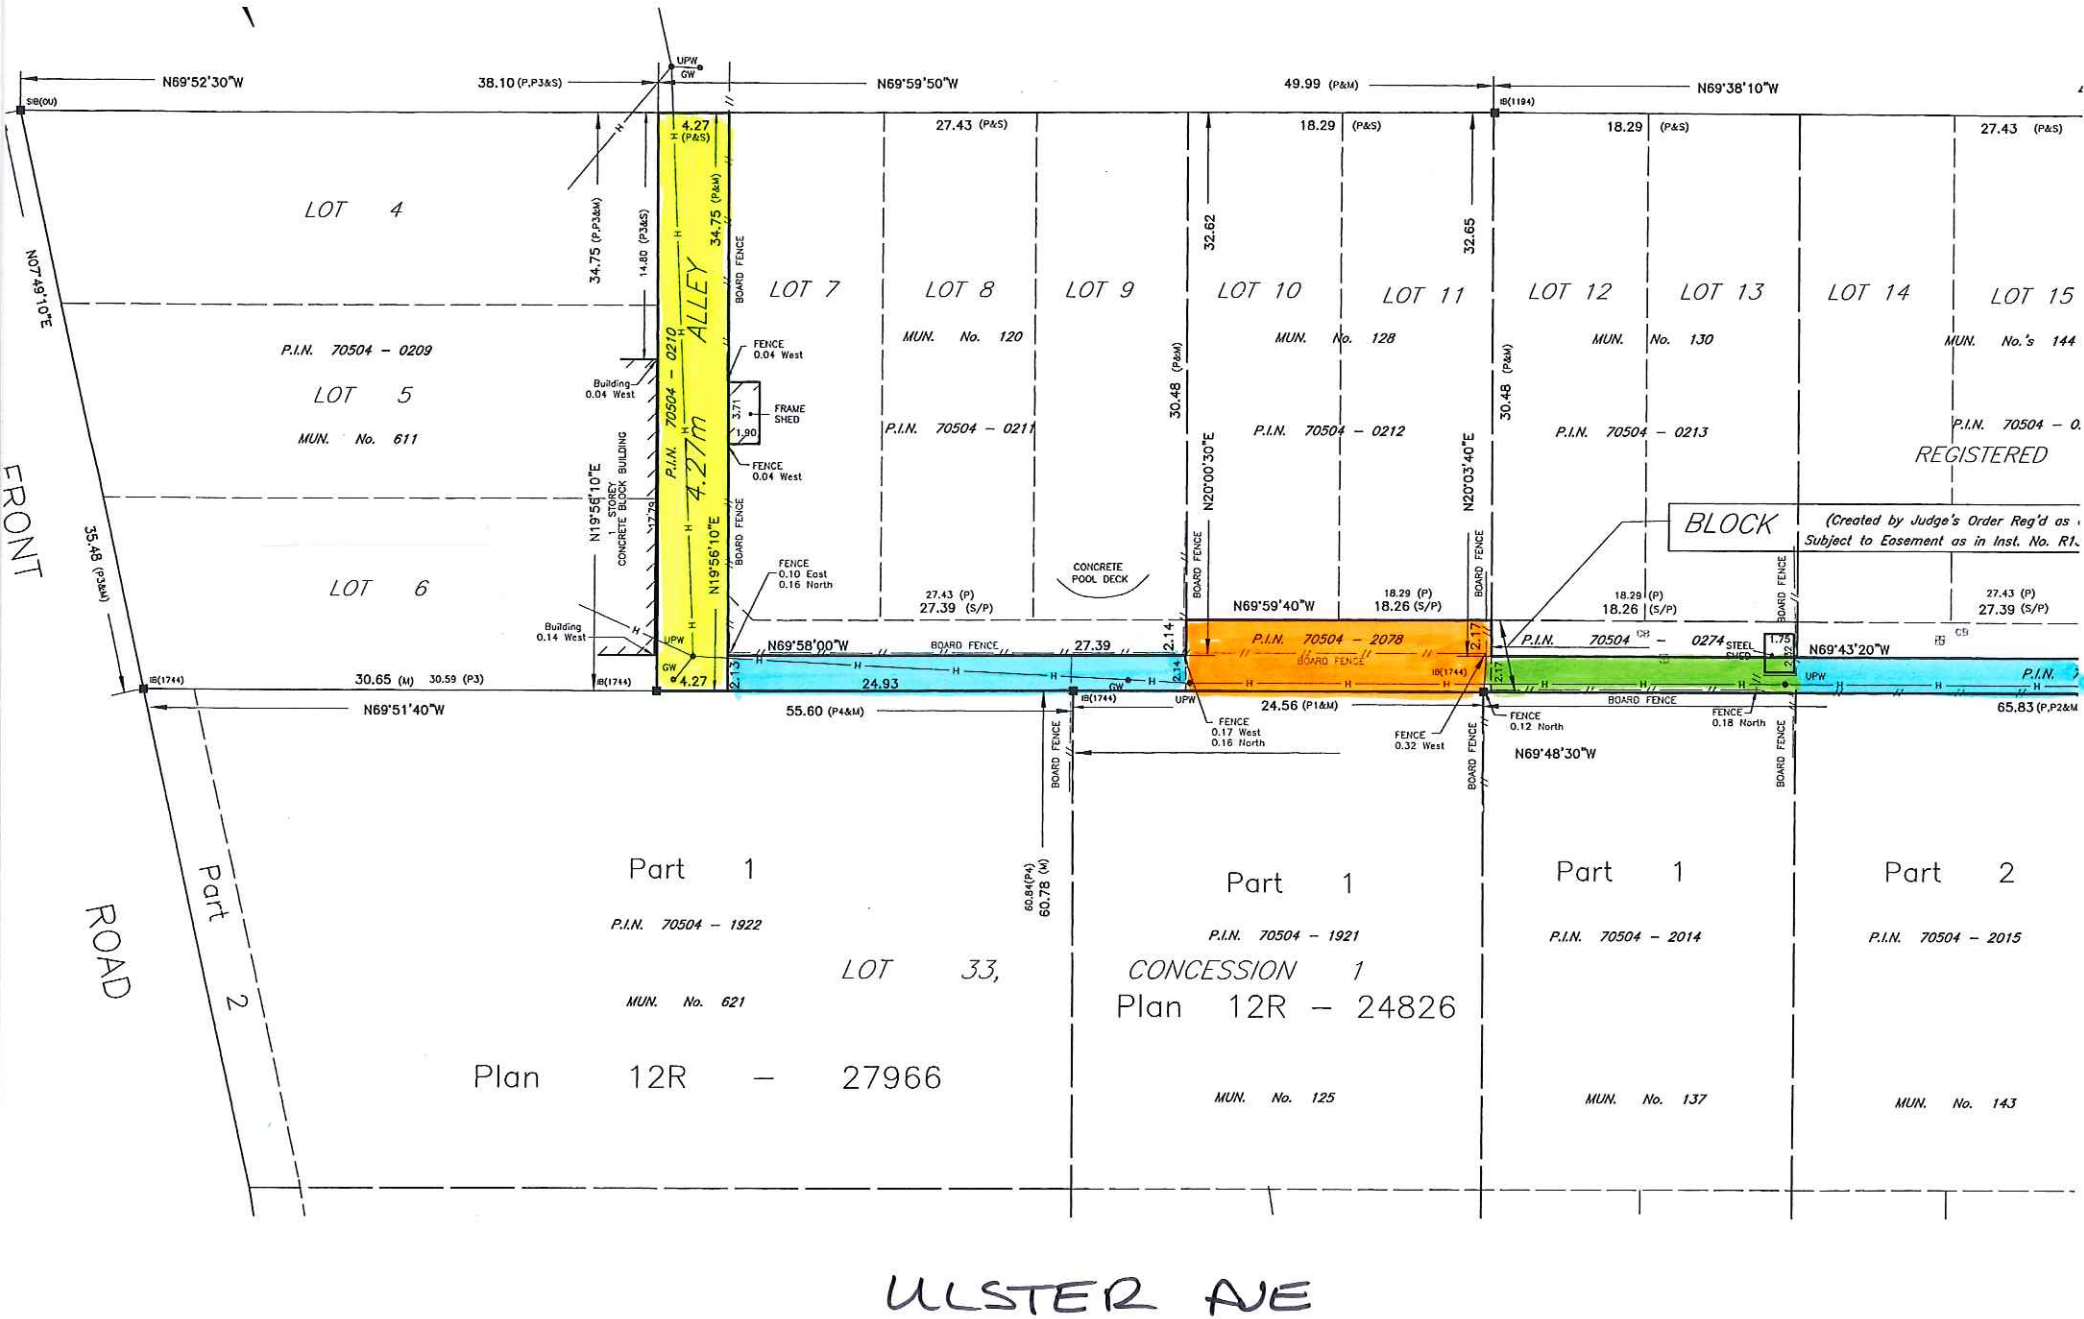 UPW
GW
N69°52'30"W
38.10 (P,P3&S)
N69°59'50"W
49.99 (P&M)
N69°38'10"W
SIB(OU)
IB(1194)
4.27
(P&S)
27.43 (P&S)
18.29 (P&S)
18.29 (P&S)
27.43 (P&S)
H
LOT 4
34.75 (P,P3&M)
14.80 (P3&S)
34.75 (P&M)
32.62
32.65
N07°49'10"E
BOARD FENCE
ALLEY
LOT 7
LOT 8
LOT 9
LOT 10
LOT 11
LOT 12
LOT 13
LOT 14
LOT 15
MUN. No. 120
MUN. No. 128
MUN. No. 130
MUN. No.'s 144
P.I.N. 70504 - 0209
P.I.N. 70504 - 0210
FENCE
0.04 West
30.48 (P&M)
30.48 (P&M)
Building
0.04 West
LOT 5
3.71
1.90
FRAME
SHED
4.27m
MUN. No. 611
P.I.N. 70504 - 0211
P.I.N. 70504 - 0212
P.I.N. 70504 - 0213
P.I.N. 70504 - 0
REGISTERED
FENCE
0.04 West
N19°56'10"E
1 STOREY
CONCRETE BLOCK BUILDING
17.79
N20°00'30"E
N20°03'40"E
FRONT
35.48 (P3&M)
BLOCK
(Created by Judge's Order Reg'd as
Subject to Easement as in Inst. No. R1
N19°56'10"E
BOARD FENCE
BOARD FENCE
BOARD FENCE
BOARD FENCE
FENCE
0.10 East
0.16 North
CONCRETE
POOL DECK
LOT 6
27.43 (P)
27.39 (S/P)
N69°59'40"W
18.29 (P)
18.26 (S/P)
18.29 (P)
18.26 (S/P)
27.43 (P)
27.39 (S/P)
Building
0.14 West
H
UPW
N69°58'00"W
BOARD FENCE
27.39
2.14
P.I.N. 70504 - 2078
2.17
P.I.N. 70504 - 0274
CB
STEEL
SHED
1.75
N69°43'20"W
CB
BOARD FENCE
GW
4.27
2.13
24.93
GW
2.14
IB(1744)
2.17
UPW
P.I.N.
IB(1744)
30.65 (M) 30.59 (P3)
IB(1744)
IB(1744)
UPW
BOARD FENCE
N69°51'40"W
55.60 (P4&M)
24.56 (P1&M)
65.83 (P,P2&M
FENCE
0.17 West
0.16 North
FENCE
0.32 West
FENCE
0.12 North
FENCE
0.18 North
N69°48'30"W
BOARD FENCE
BOARD FENCE
BOARD FENCE
Part 2
ROAD
60.84(P4)
60.78 (M)
Part 1
Part 1
Part 1
Part 2
P.I.N. 70504 - 1922
P.I.N. 70504 - 1921
P.I.N. 70504 - 2014
P.I.N. 70504 - 2015
LOT 33, CONCESSION 1
MUN. No. 621
Plan 12R - 24826
Plan 12R - 27966
MUN. No. 125
MUN. No. 137
MUN. No. 143
ULSTER AVE